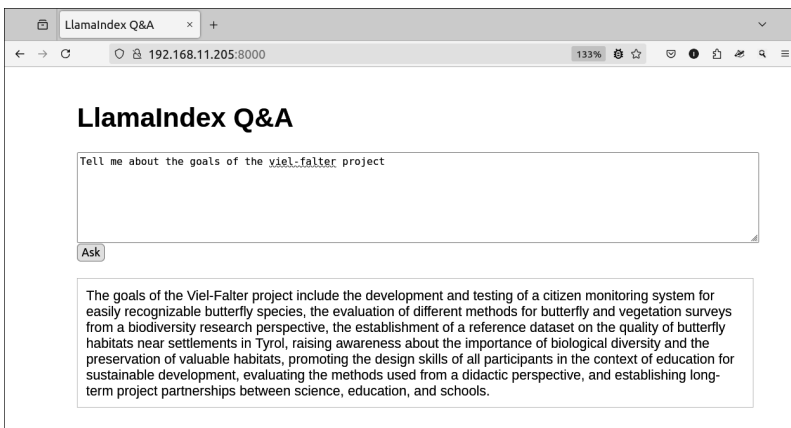 LlamaIndex Q&A
192.168.11.205:8000
133%
LlamaIndex Q&A
Tell me about the goals of the viel-falter project
Ask
The goals of the Viel-Falter project include the development and testing of a citizen monitoring system for
easily recognizable butterfly species, the evaluation of different methods for butterfly and vegetation surveys
from a biodiversity research perspective, the establishment of a reference dataset on the quality of butterfly
habitats near settlements in Tyrol, raising awareness about the importance of biological diversity and the
preservation of valuable habitats, promoting the design skills of all participants in the context of education for
sustainable development, evaluating the methods used from a didactic perspective, and establishing long-
term project partnerships between science, education, and schools.